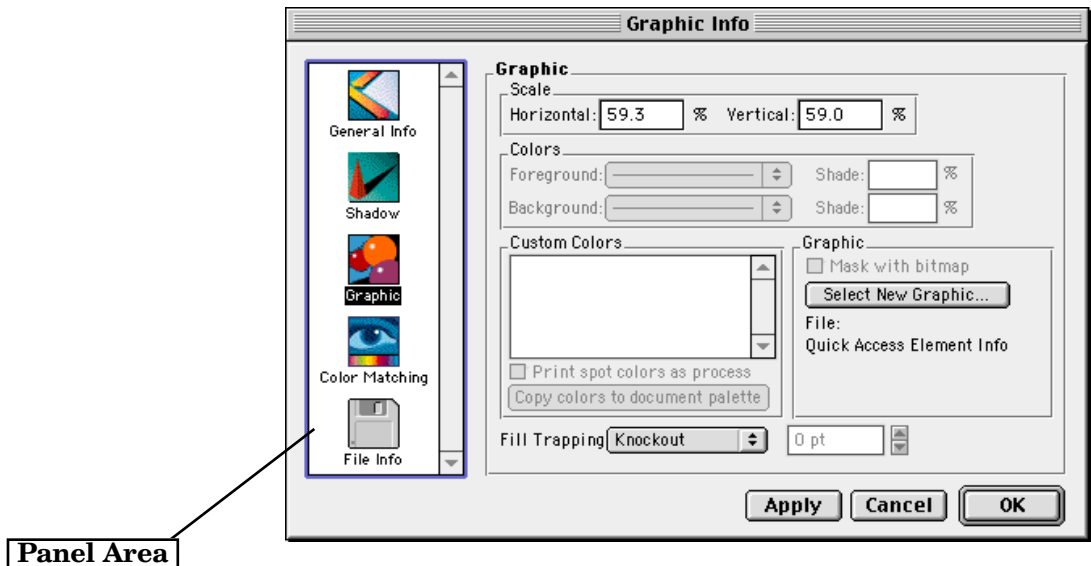 Graphic Info
General Info
Shadow
Graphic
Color Matching
File Info
Graphic
Scale
Horizontal: 59.3 % Vertical: 59.0 %
Colors
Foreground: Shade: %
Background: Shade: %
Custom Colors
Print spot colors as process
Copy colors to document palette
Graphic
Mask with bitmap
Select New Graphic...
File:
Quick Access Element Info
Fill Trapping Knockout 0 pt
Apply Cancel OK
Panel Area